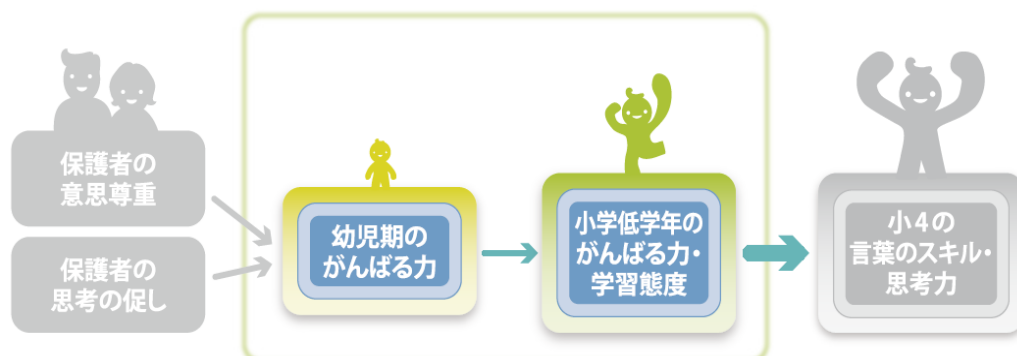 保護者の
意思尊重
保護者の
思考の促し
幼児期の
がんばる力
小学低学年の
がんばる力・
学習態度
小4の
言葉のスキル・
思考力